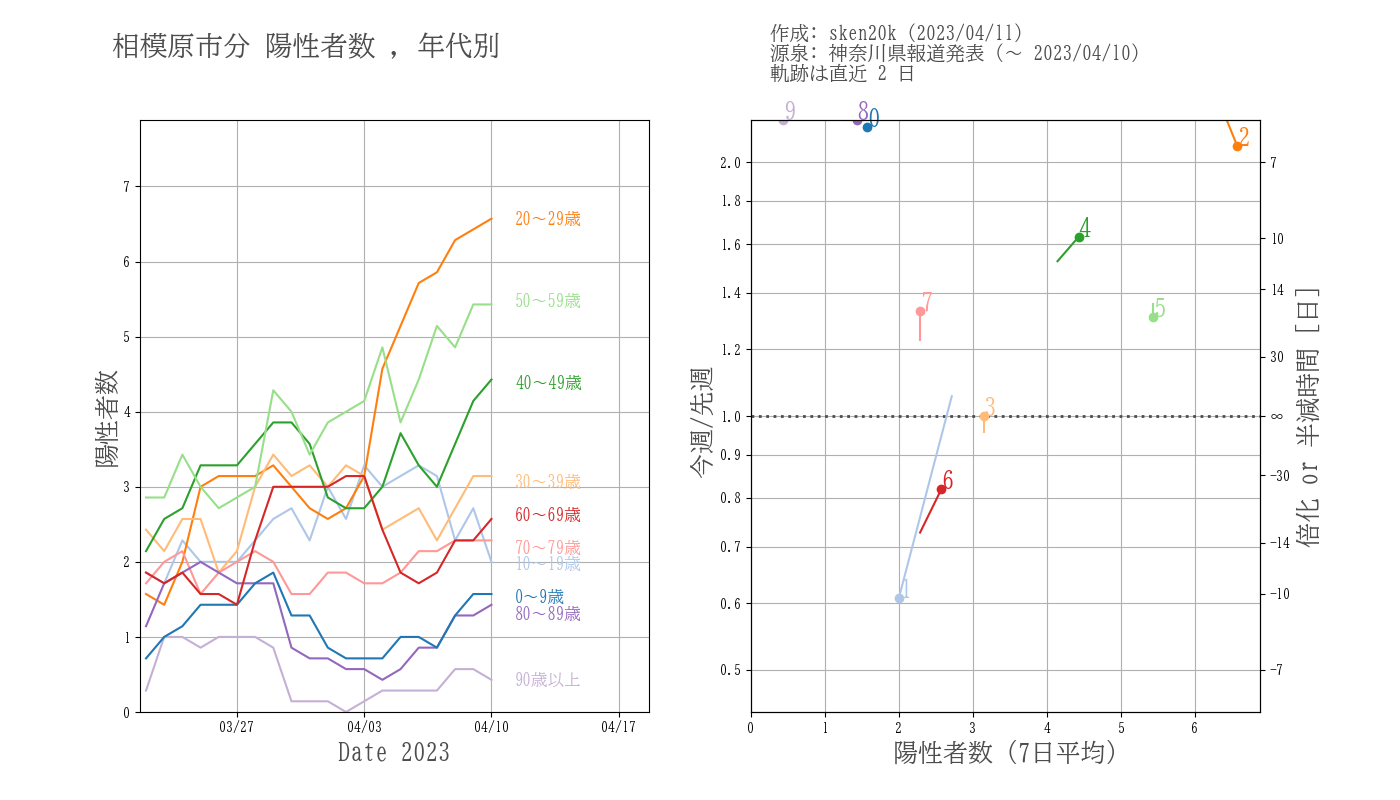 相模原市分 陽性者数 , 年代別
作成: sken20k (2023/04/11)
源泉: 神奈川県報道発表 (〜 2023/04/10)
軌跡は直近 2 日
陽性者数
7
6
5
4
3
2
1
0
20〜29歳
50〜59歳
40〜49歳
30〜39歳
60〜69歳
70〜79歳
10〜19歳
0〜9歳
80〜89歳
90歳以上
03/27
04/03
04/10
04/17
Date 2023
今週/先週
2.0
1.8
1.6
1.4
1.2
1.0
0.9
0.8
0.7
0.6
0.5
9
8
0
2
4
7
5
3
6
1
7
10
14
30
∞
-30
-14
-10
-7
倍化 or 半減時間 [日]
0
1
2
3
4
5
6
陽性者数 (7日平均)